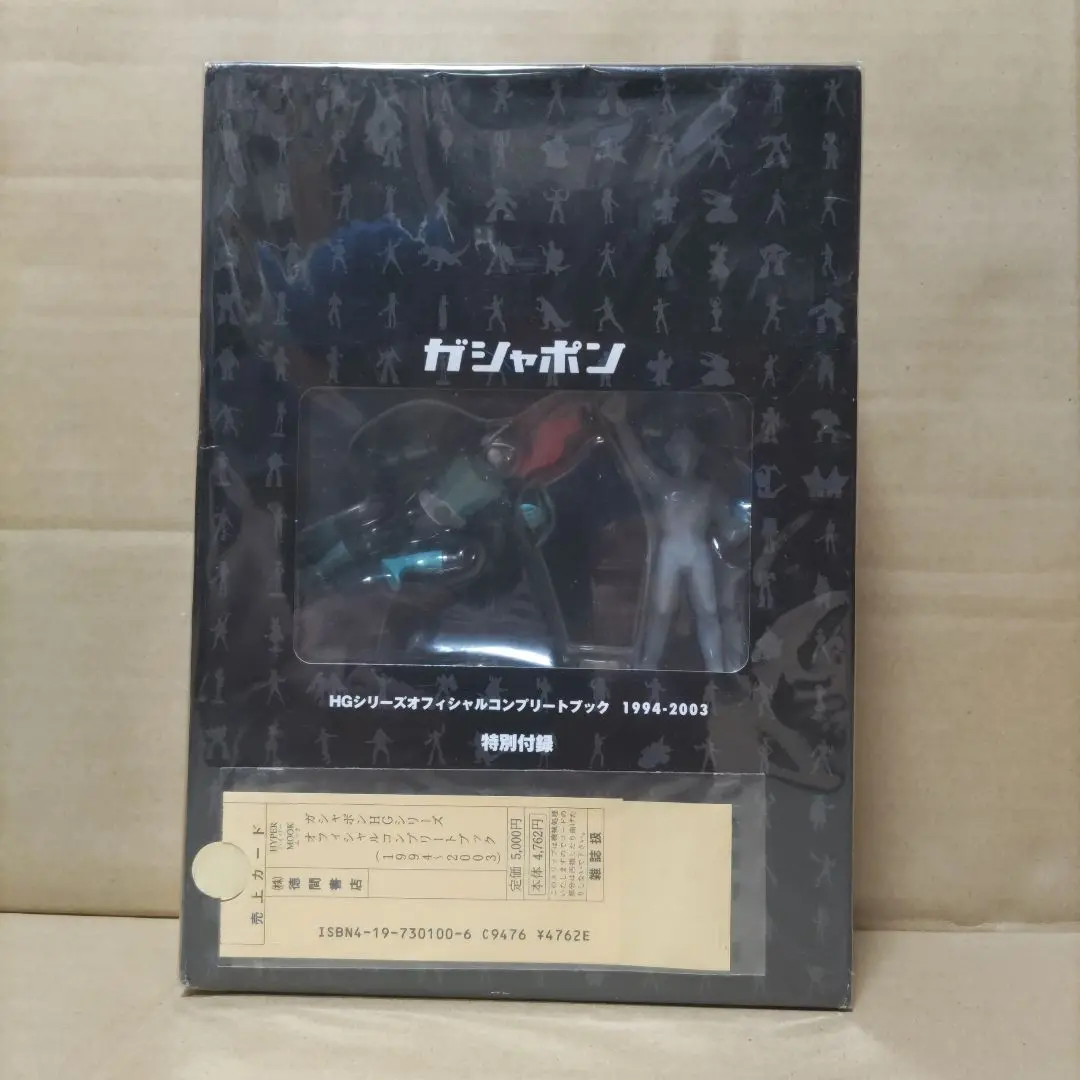 ガシャポン
HGシリーズオフィシャルコンプリートブック 1994-2003
特別付録
売上カード
HYPER
MOOK
ガシャポンHGシリーズ
オフィシャルコンプリートブック
(1994~2003)
㈱ 徳間書店
定価 5,000円
本体 4,762円
雑誌扱
ISBN4-19-730100-6 C9476 ¥4762E